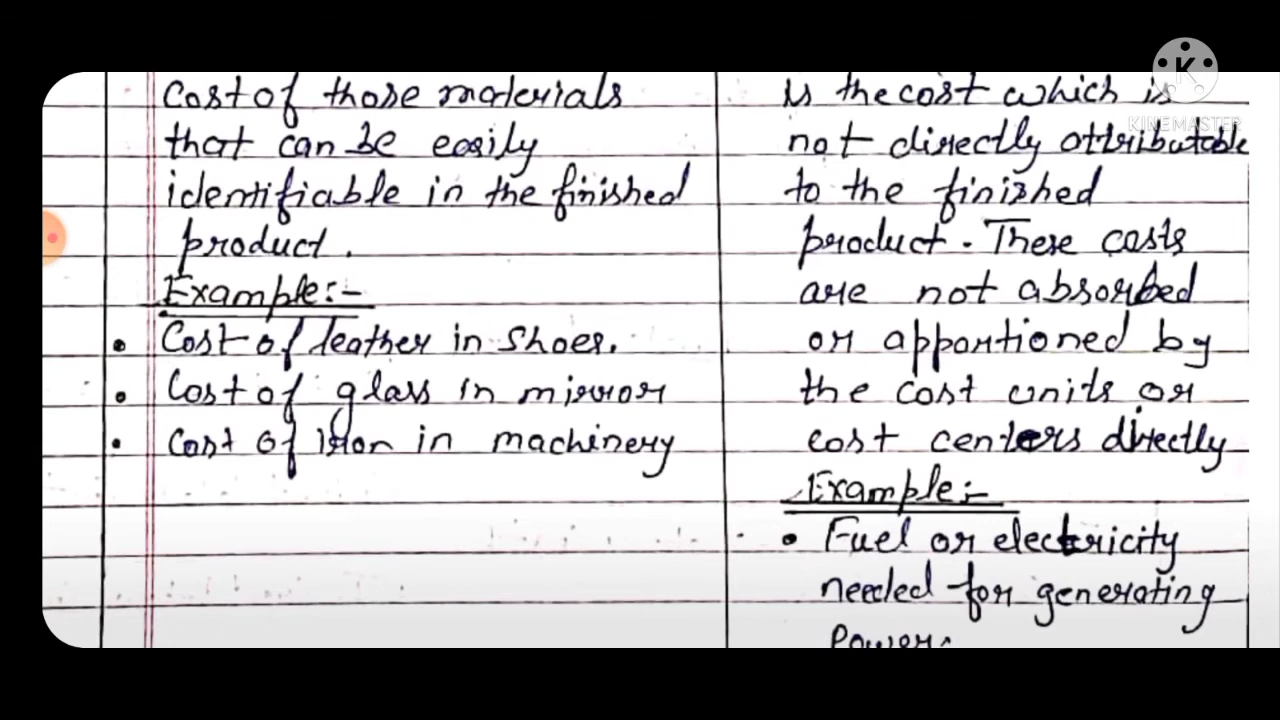 Cost of those materials
that can be easily
identifiable in the finished
product.
Example:-
• Cost of leather in shoes.
• Cost of glass in mirror
• Cost of Iron in machinery
is the cost which is
not directly attributable
to the finished
product. These costs
are not absorbed
or apportioned by
the cost units or
cost centers directly
Example:-
• Fuel or electricity
needed for generating
Power.
K
KINEMASTER